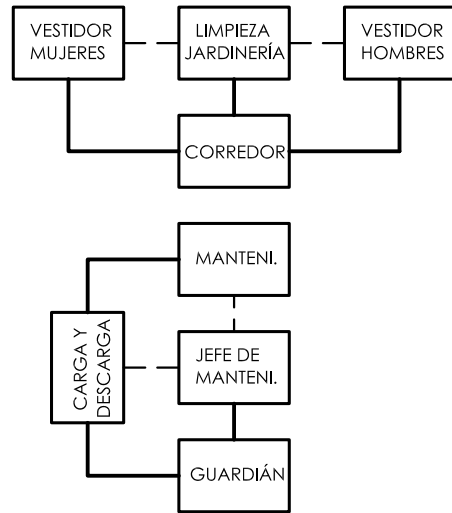 VESTIDOR
MUJERES
LIMPIEZA
JARDINERÍA
VESTIDOR
HOMBRES
CORREDOR
MANTENI.
CARGA Y
DESCARGA
JEFE DE
MANTENI.
GUARDIÁN